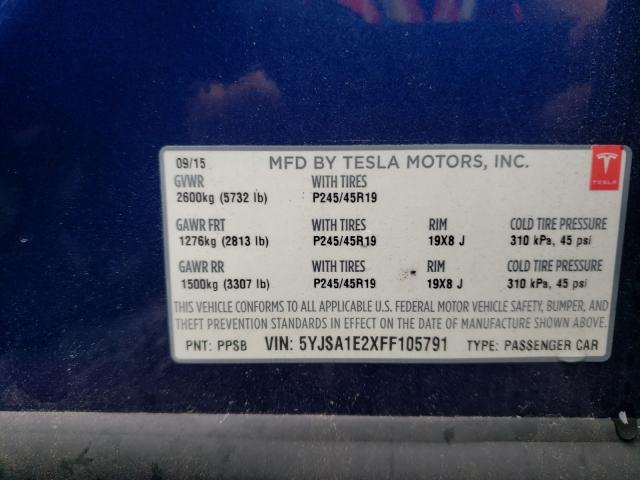 09/15 MFD BY TESLA MOTORS, INC.
GVWR WITH TIRES
2600kg (5732 lb) P245/45R19
GAWR FRT WITH TIRES RIM COLD TIRE PRESSURE
1276kg (2813 lb) P245/45R19 19X8 J 310 kPa, 45 psi
GAWR RR WITH TIRES RIM COLD TIRE PRESSURE
1500kg (3307 lb) P245/45R19 19X8 J 310 kPa, 45 psi
THIS VEHICLE CONFORMS TO ALL APPLICABLE U.S. FEDERAL MOTOR VEHICLE SAFETY, BUMPER, AND
THEFT PREVENTION STANDARDS IN EFFECT ON THE DATE OF MANUFACTURE SHOWN ABOVE.
PNT: PPSB VIN: 5YJSA1E2XFF105791 TYPE: PASSENGER CAR
TESLA